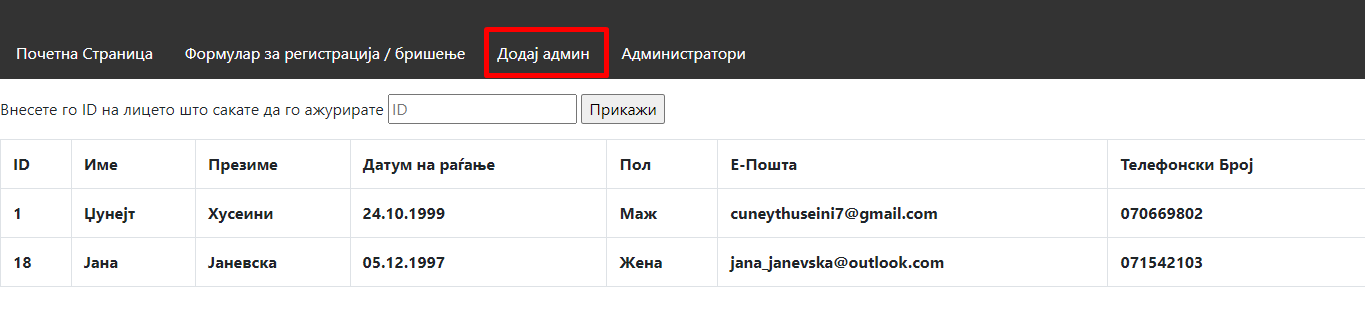 Почетна Страница Формулар за регистрација / бришење Додај админ Администратори
Внесете го ID на лицето што сакате да го ажурирате ID Прикажи
ID Име Презиме Датум на раѓање Пол Е-Пошта Телефонски Број
1 Џунејт Хусеини 24.10.1999 Маж cuneythuseini7@gmail.com 070669802
18 Јана Јаневска 05.12.1997 Жена jana_janevska@outlook.com 071542103